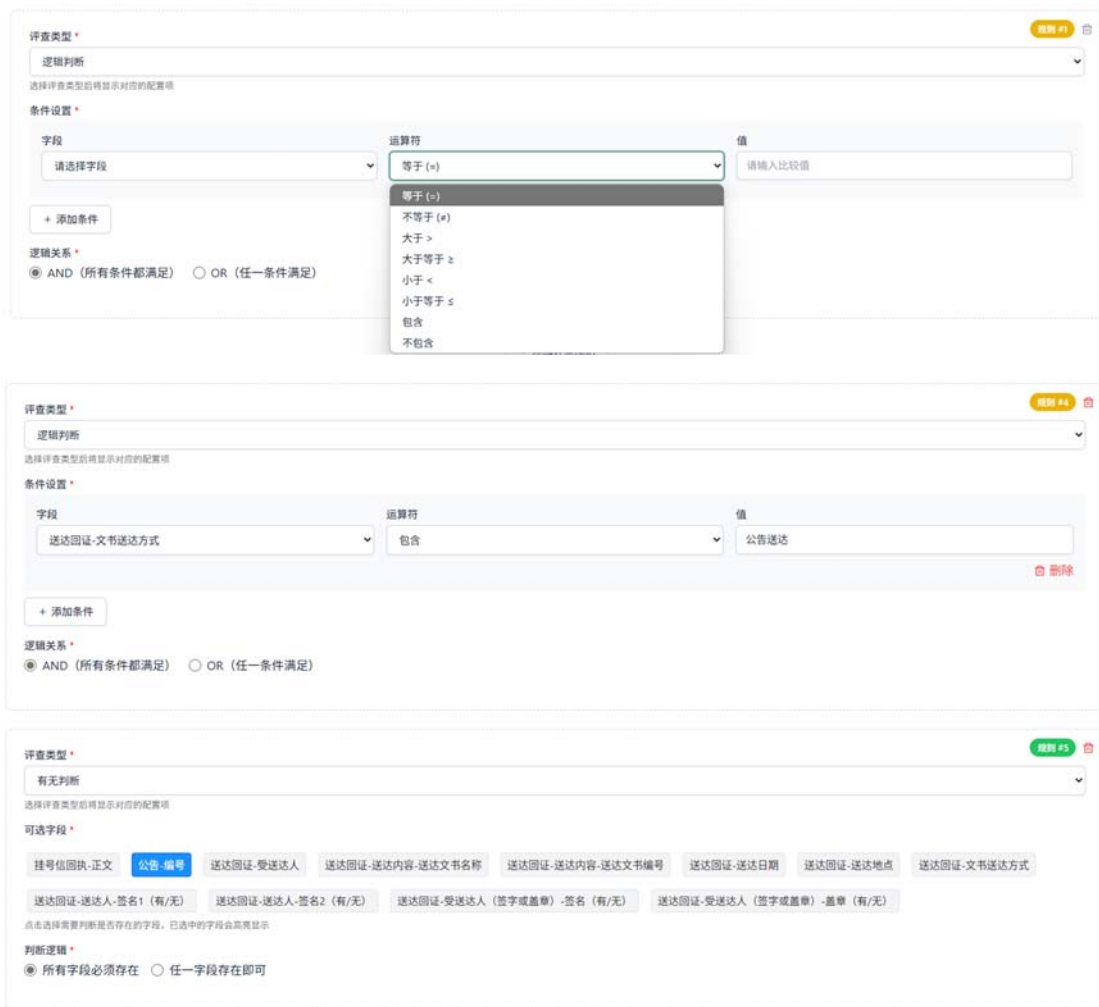 规则 #1
评查类型 *
逻辑判断
选择评查类型后将显示对应的配置项
条件设置 *
字段 运算符 值
请选择字段 等于 (=) 请输入比较值
等于 (=)
不等于 (≠)
大于 >
大于等于 ≥
小于 <
小于等于 ≤
包含
不包含
+ 添加条件
逻辑关系 *
AND（所有条件都满足） OR（任一条件满足）
规则 #4
评查类型 *
逻辑判断
选择评查类型后将显示对应的配置项
条件设置 *
字段 运算符 值
送达回证-文书送达方式 包含 公告送达
删除
+ 添加条件
逻辑关系 *
AND（所有条件都满足） OR（任一条件满足）
规则 #5
评查类型 *
有无判断
选择评查类型后将显示对应的配置项
可选字段 *
挂号信回执-正文 公告-编号 送达回证-受送达人 送达回证-送达内容-送达文书名称 送达回证-送达内容-送达文书编号 送达回证-送达日期 送达回证-送达地点 送达回证-文书送达方式
送达回证-送达人-签名1（有/无） 送达回证-送达人-签名2（有/无） 送达回证-受送达人（签字或盖章）-签名（有/无） 送达回证-受送达人（签字或盖章）-盖章（有/无）
点击选择需要判断是否存在的字段，已选中的字段会高亮显示
判断逻辑 *
所有字段必须存在 任一字段存在即可